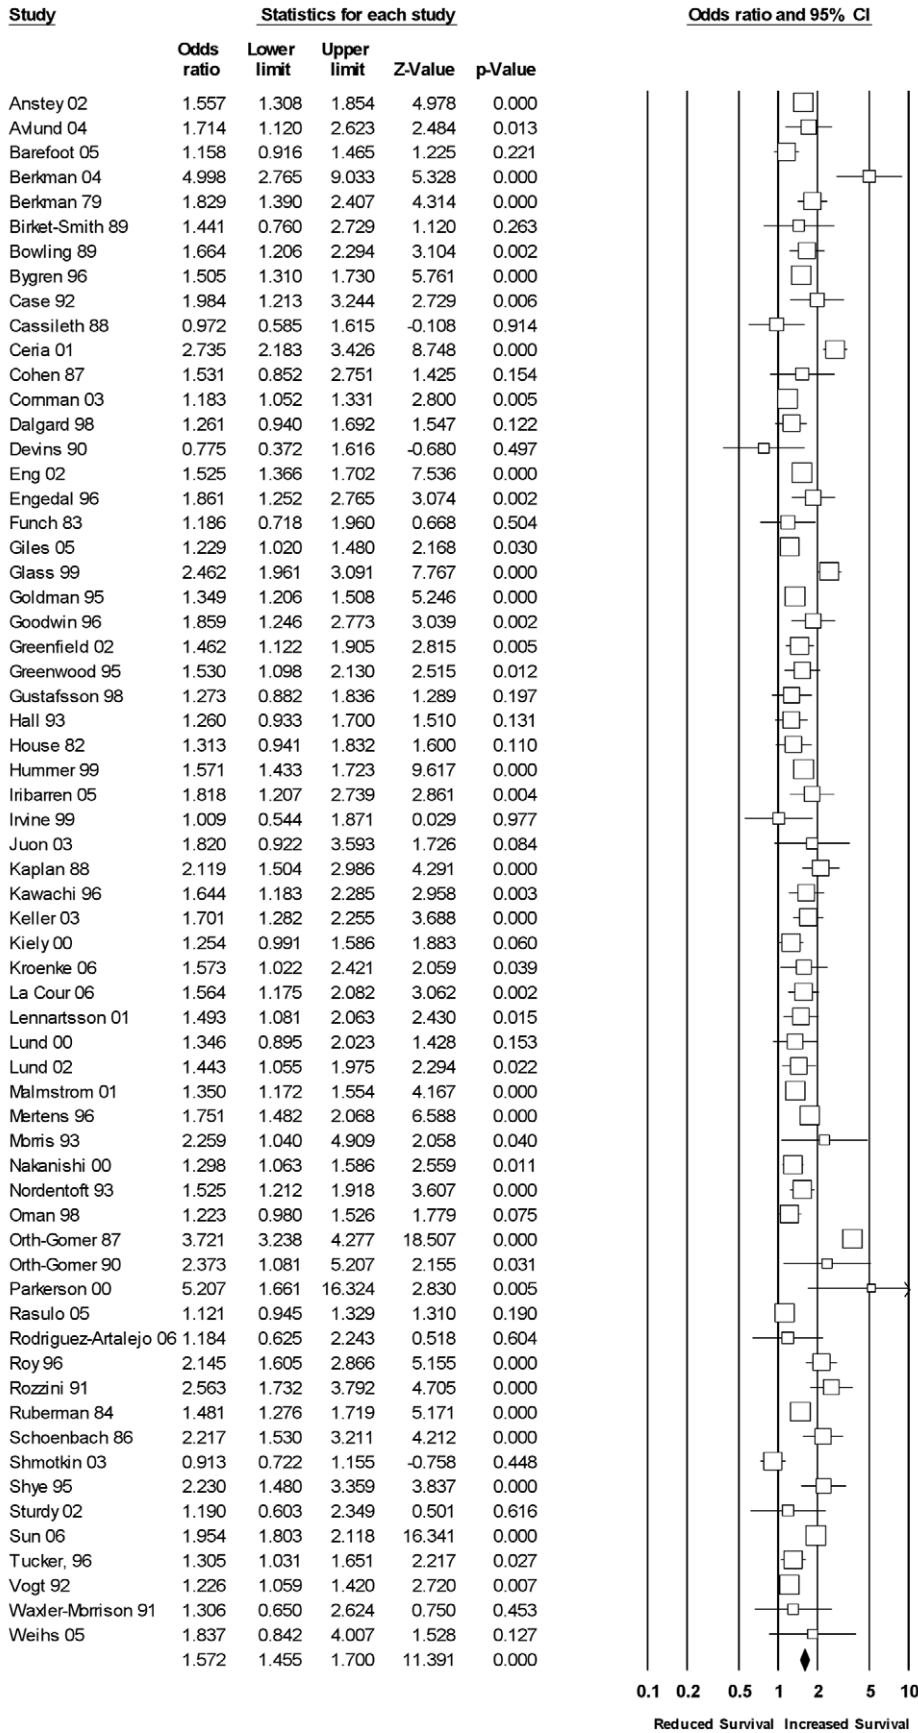 Study Statistics for each study Odds ratio and 95% CI
Odds Lower Upper
ratio limit limit Z-Value p-Value
Anstey 02 1.557 1.308 1.854 4.978 0.000
Avlund 04 1.714 1.120 2.623 2.484 0.013
Barefoot 05 1.158 0.916 1.465 1.225 0.221
Berkman 04 4.998 2.765 9.033 5.328 0.000
Berkman 79 1.829 1.390 2.407 4.314 0.000
Birket-Smith 89 1.441 0.760 2.729 1.120 0.263
Bowling 89 1.664 1.206 2.294 3.104 0.002
Bygren 96 1.505 1.310 1.730 5.761 0.000
Case 92 1.984 1.213 3.244 2.729 0.006
Cassileth 88 0.972 0.585 1.615 -0.108 0.914
Ceria 01 2.735 2.183 3.426 8.748 0.000
Cohen 87 1.531 0.852 2.751 1.425 0.154
Cornman 03 1.183 1.052 1.331 2.800 0.005
Dalgard 98 1.261 0.940 1.692 1.547 0.122
Devins 90 0.775 0.372 1.616 -0.680 0.497
Eng 02 1.525 1.366 1.702 7.536 0.000
Engedal 96 1.861 1.252 2.765 3.074 0.002
Funch 83 1.186 0.718 1.960 0.668 0.504
Giles 05 1.229 1.020 1.480 2.168 0.030
Glass 99 2.462 1.961 3.091 7.767 0.000
Goldman 95 1.349 1.206 1.508 5.246 0.000
Goodwin 96 1.859 1.246 2.773 3.039 0.002
Greenfield 02 1.462 1.122 1.905 2.815 0.005
Greenwood 95 1.530 1.098 2.130 2.515 0.012
Gustafsson 98 1.273 0.882 1.836 1.289 0.197
Hall 93 1.260 0.933 1.700 1.510 0.131
House 82 1.313 0.941 1.832 1.600 0.110
Hummer 99 1.571 1.433 1.723 9.617 0.000
Iribarren 05 1.818 1.207 2.739 2.861 0.004
Irvine 99 1.009 0.544 1.871 0.029 0.977
Juon 03 1.820 0.922 3.593 1.726 0.084
Kaplan 88 2.119 1.504 2.986 4.291 0.000
Kawachi 96 1.644 1.183 2.285 2.958 0.003
Keller 03 1.701 1.282 2.255 3.688 0.000
Kiely 00 1.254 0.991 1.586 1.883 0.060
Kroenke 06 1.573 1.022 2.421 2.059 0.039
La Cour 06 1.564 1.175 2.082 3.062 0.002
Lennartsson 01 1.493 1.081 2.063 2.430 0.015
Lund 00 1.346 0.895 2.023 1.428 0.153
Lund 02 1.443 1.055 1.975 2.294 0.022
Malmstrom 01 1.350 1.172 1.554 4.167 0.000
Mertens 96 1.751 1.482 2.068 6.588 0.000
Morris 93 2.259 1.040 4.909 2.058 0.040
Nakanishi 00 1.298 1.063 1.586 2.559 0.011
Nordentoft 93 1.525 1.212 1.918 3.607 0.000
Oman 98 1.223 0.980 1.526 1.779 0.075
Orth-Gomer 87 3.721 3.238 4.277 18.507 0.000
Orth-Gomer 90 2.373 1.081 5.207 2.155 0.031
Parkerson 00 5.207 1.661 16.324 2.830 0.005
Rasulo 05 1.121 0.945 1.329 1.310 0.190
Rodriguez-Artalejo 06 1.184 0.625 2.243 0.518 0.604
Roy 96 2.145 1.605 2.866 5.155 0.000
Rozzini 91 2.563 1.732 3.792 4.705 0.000
Ruberman 84 1.481 1.276 1.719 5.171 0.000
Schoenbach 86 2.217 1.530 3.211 4.212 0.000
Shmotkin 03 0.913 0.722 1.155 -0.758 0.448
Shye 95 2.230 1.480 3.359 3.837 0.000
Sturdy 02 1.190 0.603 2.349 0.501 0.616
Sun 06 1.954 1.803 2.118 16.341 0.000
Tucker, 96 1.305 1.031 1.651 2.217 0.027
Vogt 92 1.226 1.059 1.420 2.720 0.007
Waxler-Morrison 91 1.306 0.650 2.624 0.750 0.453
Weihs 05 1.837 0.842 4.007 1.528 0.127
1.572 1.455 1.700 11.391 0.000
0.1 0.2 0.5 1 2 5 10
Reduced Survival Increased Survival